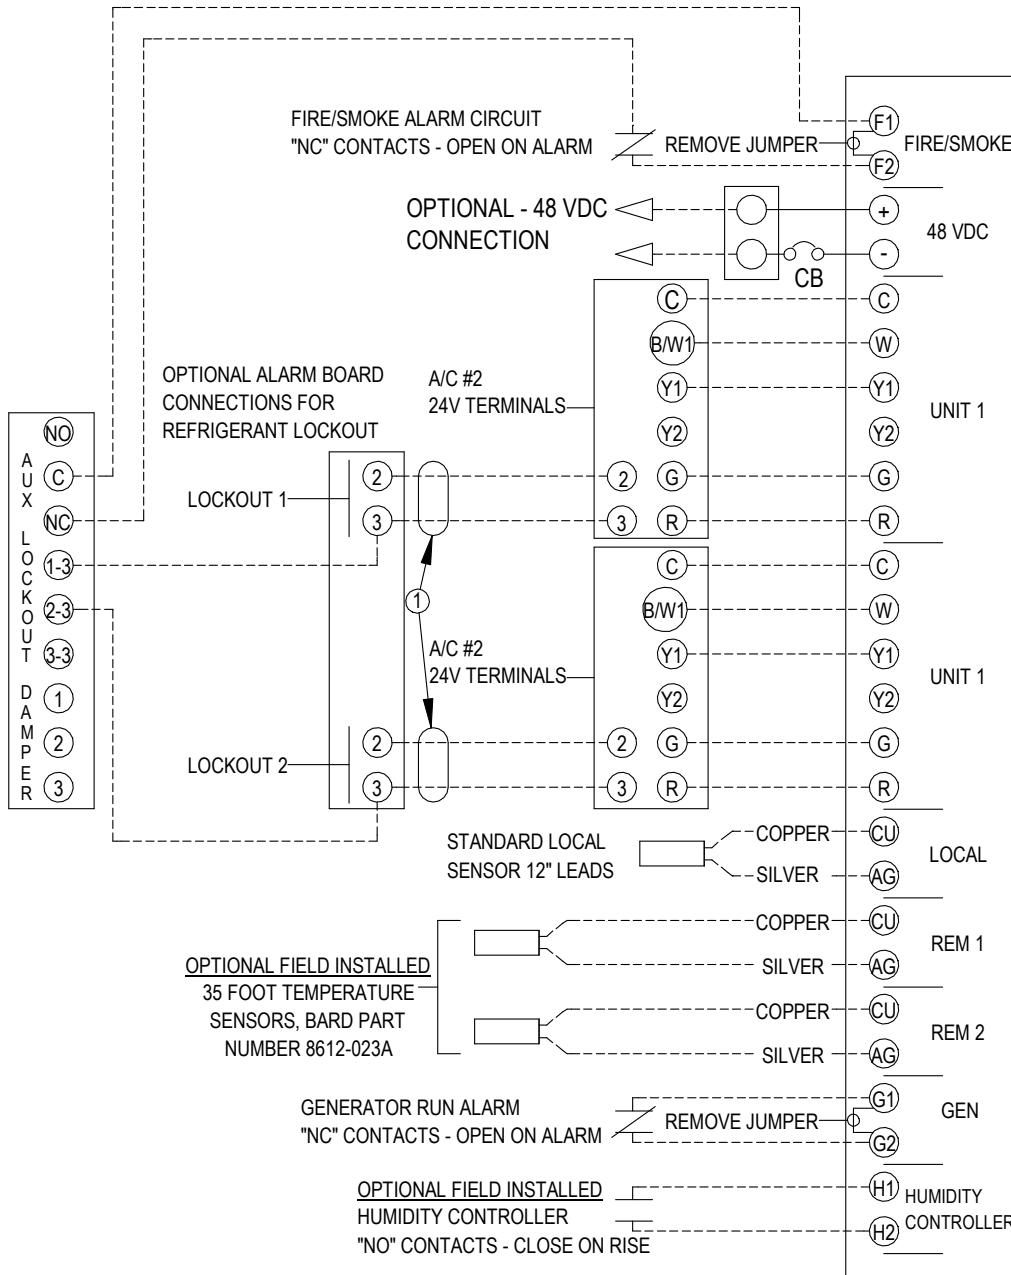 FIRE/SMOKE ALARM CIRCUIT
"NC" CONTACTS - OPEN ON ALARM
REMOVE JUMPER
F1
F2
FIRE/SMOKE
OPTIONAL - 48 VDC
CONNECTION
CB
+
-
48 VDC
OPTIONAL ALARM BOARD
CONNECTIONS FOR
REFRIGERANT LOCKOUT
A/C #2
24V TERMINALS
C
B/W1
Y1
Y2
2 G
3 R
C
W
Y1
Y2
G
R
UNIT 1
AUX LOCKOUT DAMPER
NO
C
NC
1-3
2-3
3-3
1
2
3
LOCKOUT 1
2
3
1
A/C #2
24V TERMINALS
C
B/W1
Y1
Y2
2 G
3 R
C
W
Y1
Y2
G
R
UNIT 1
LOCKOUT 2
2
3
STANDARD LOCAL
SENSOR 12" LEADS
COPPER
SILVER
CU
AG
LOCAL
OPTIONAL FIELD INSTALLED
35 FOOT TEMPERATURE
SENSORS, BARD PART
NUMBER 8612-023A
COPPER
SILVER
CU
AG
REM 1
COPPER
SILVER
CU
AG
REM 2
GENERATOR RUN ALARM
"NC" CONTACTS - OPEN ON ALARM
REMOVE JUMPER
G1
G2
GEN
OPTIONAL FIELD INSTALLED
HUMIDITY CONTROLLER
"NO" CONTACTS - CLOSE ON RISE
H1
H2
HUMIDITY
CONTROLLER